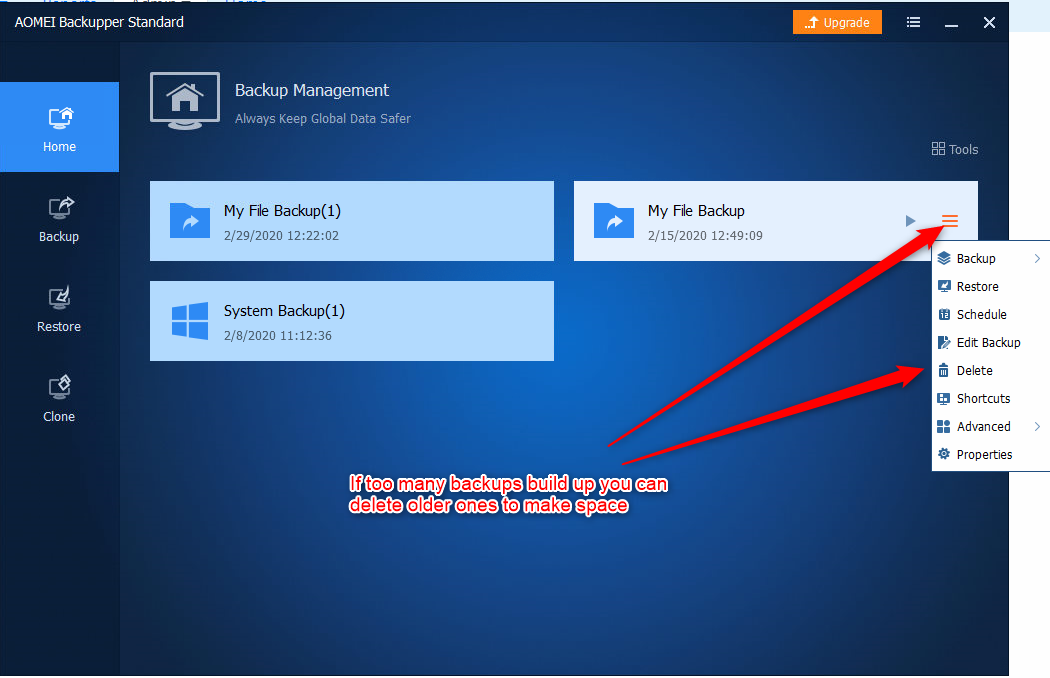 AOMEI Backupper Standard
Upgrade
Home
Backup
Restore
Clone
Backup Management
Always Keep Global Data Safer
Tools
My File Backup(1)
2/29/2020 12:22:02
My File Backup
2/15/2020 12:49:09
System Backup(1)
2/8/2020 11:12:36
Backup
Restore
Schedule
Edit Backup
Delete
Shortcuts
Advanced
Properties
If too many backups build up you can
delete older ones to make space